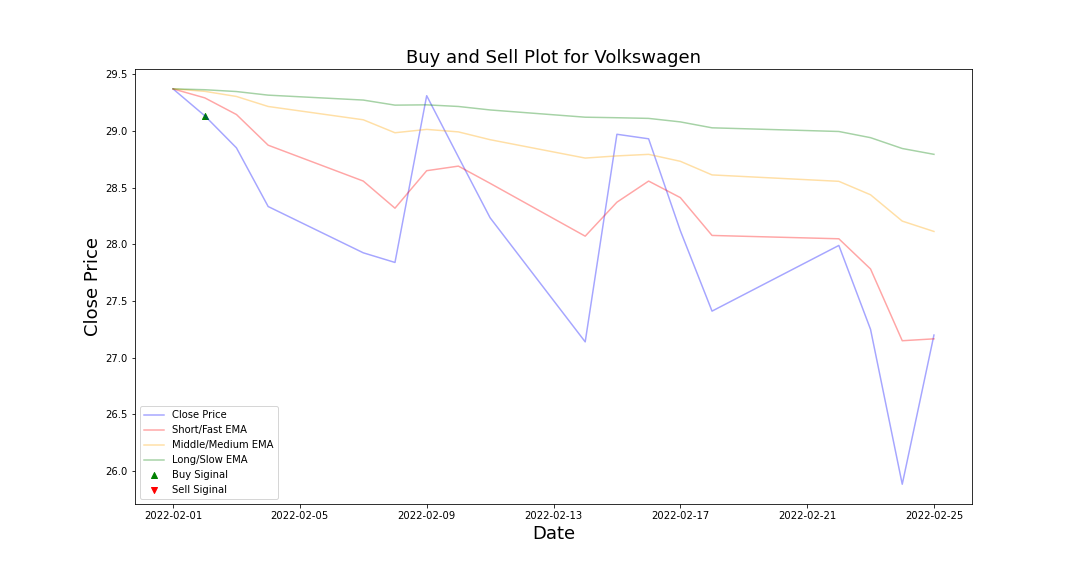 Buy and Sell Plot for Volkswagen
Close Price
29.5
29.0
28.5
28.0
27.5
27.0
26.5
26.0
Close Price
Short/Fast EMA
Middle/Medium EMA
Long/Slow EMA
Buy Siginal
Sell Siginal
2022-02-01 2022-02-05 2022-02-09 2022-02-13 2022-02-17 2022-02-21 2022-02-25
Date